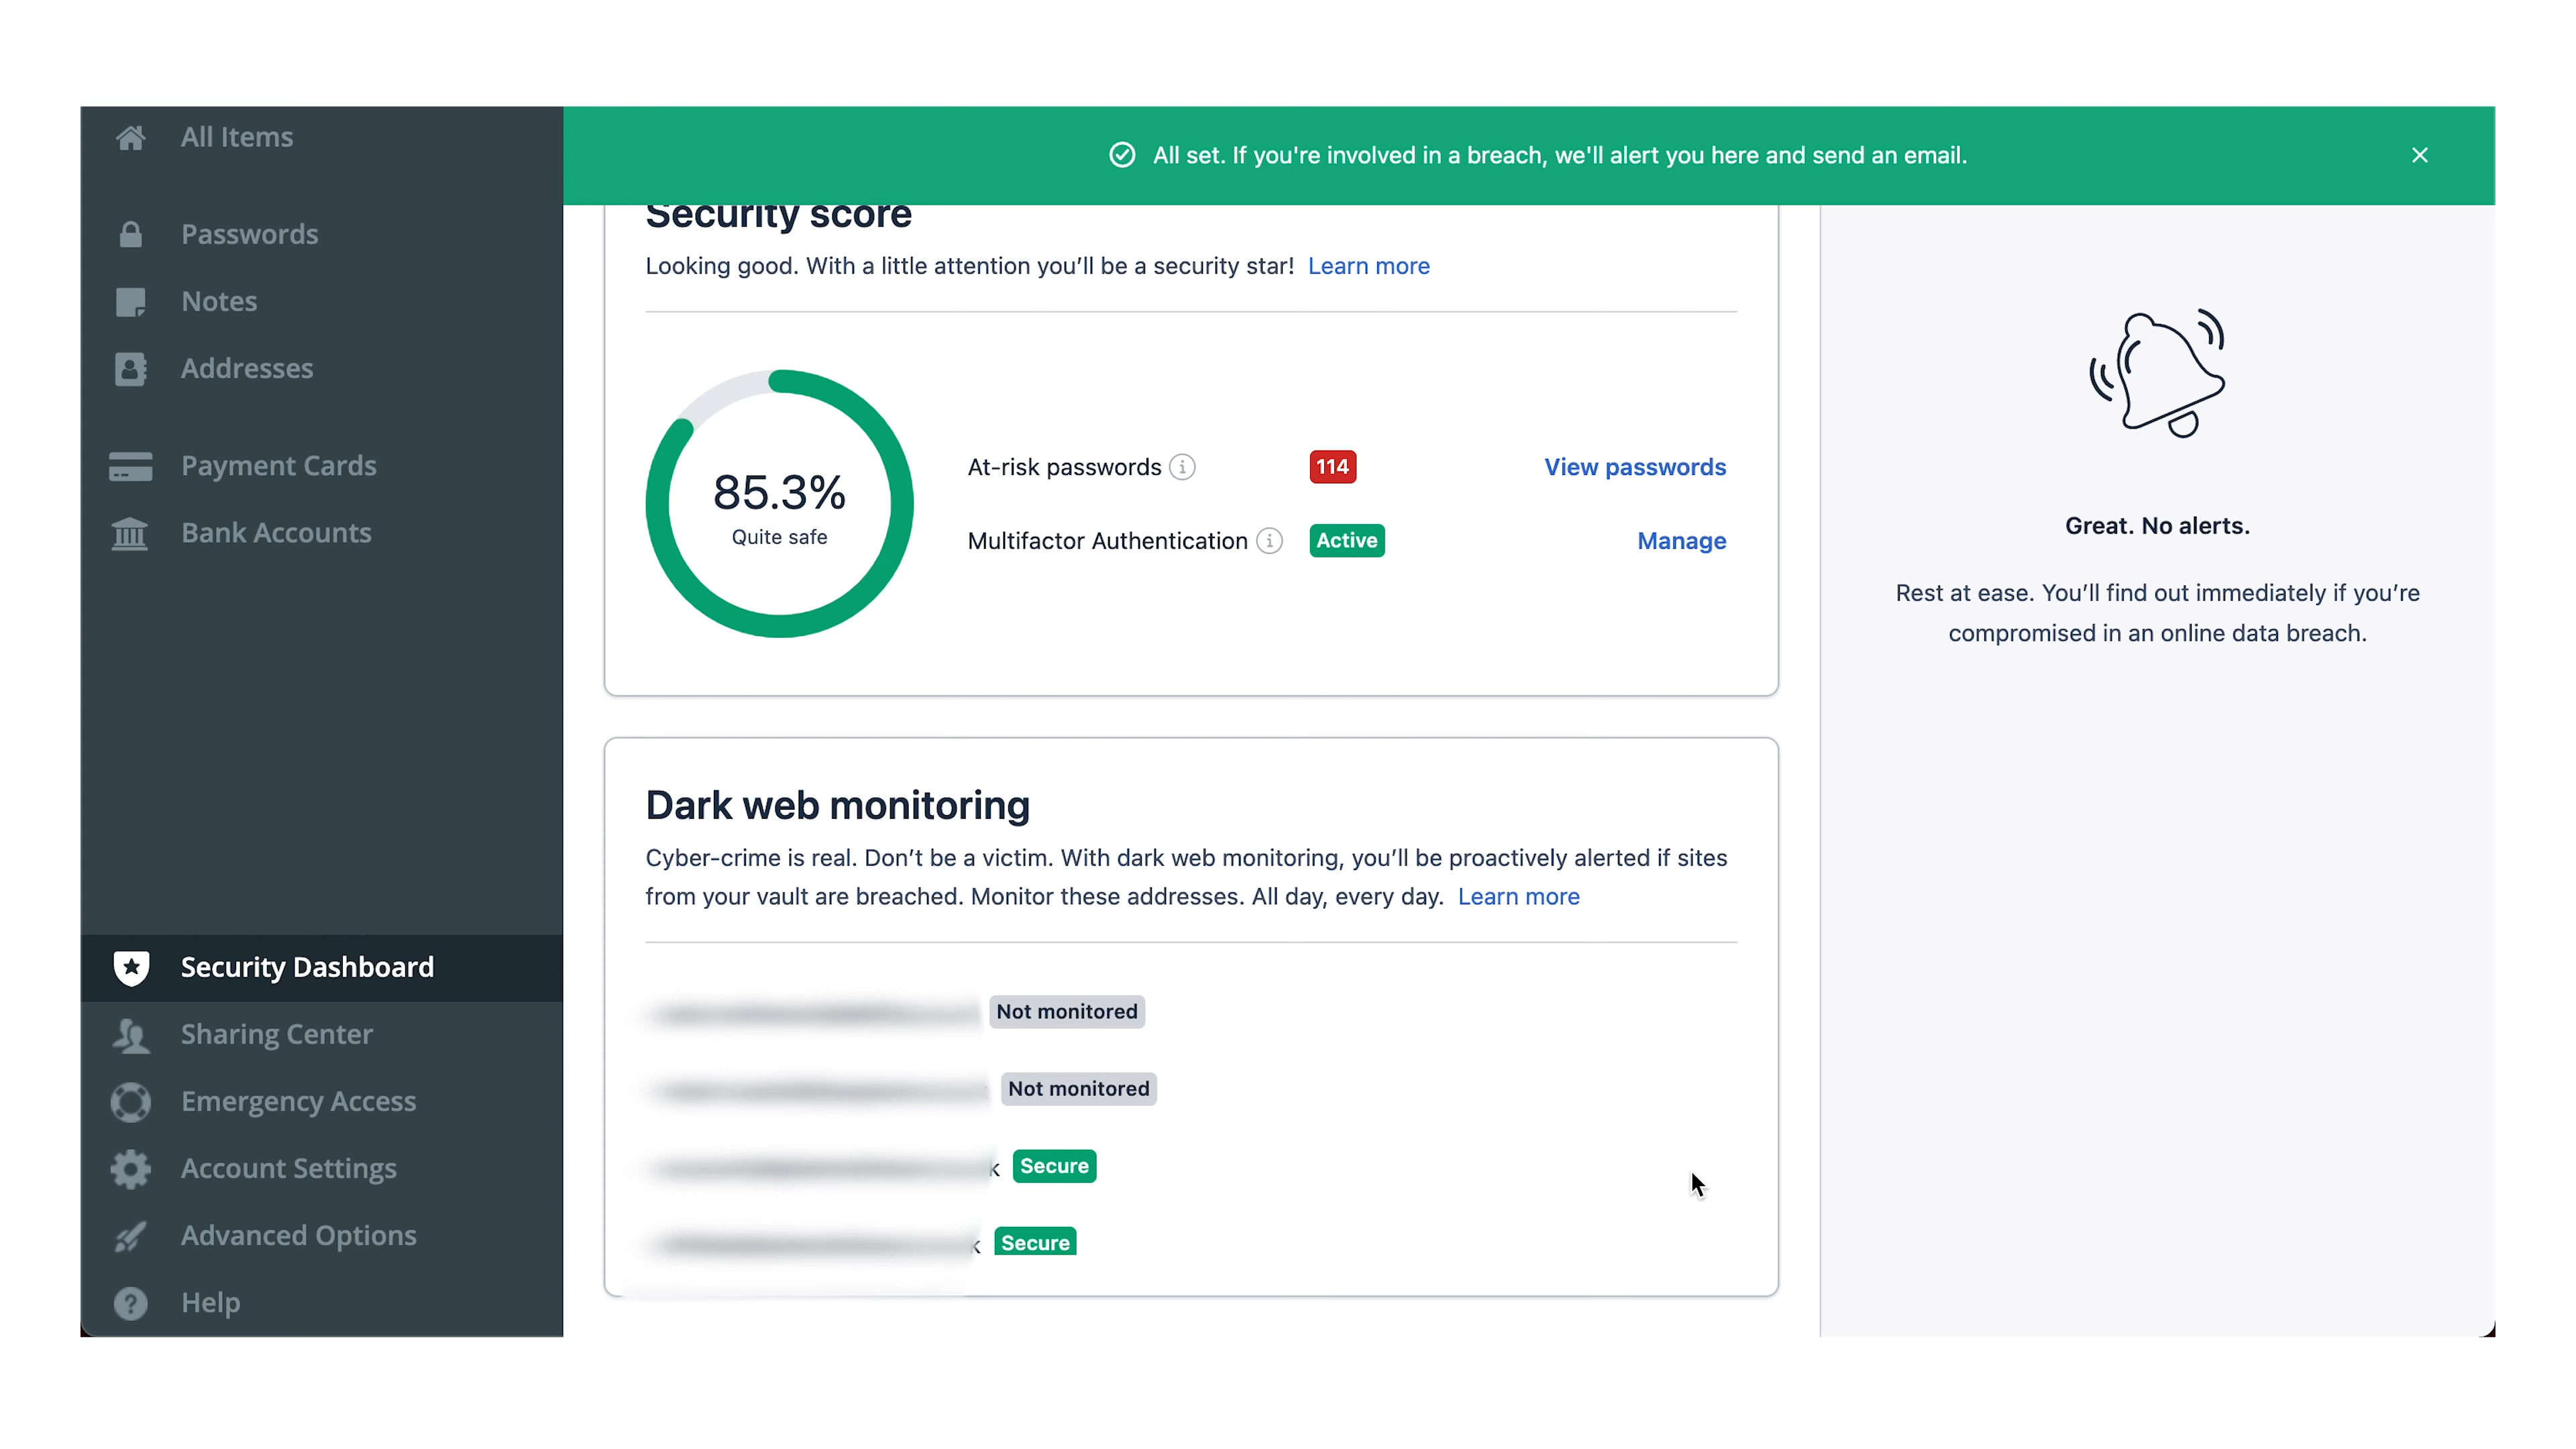 All Items
Passwords
Notes
Addresses
Payment Cards
Bank Accounts
Security Dashboard
Sharing Center
Emergency Access
Account Settings
Advanced Options
Help
All set. If you're involved in a breach, we'll alert you here and send an email.
Security score
Looking good. With a little attention you’ll be a security star! Learn more
85.3%
Quite safe
At-risk passwords 114 View passwords
Multifactor Authentication Active Manage
Dark web monitoring
Cyber-crime is real. Don’t be a victim. With dark web monitoring, you’ll be proactively alerted if sites
from your vault are breached. Monitor these addresses. All day, every day. Learn more
Not monitored
Not monitored
k Secure
k Secure
Great. No alerts.
Rest at ease. You’ll find out immediately if you’re
compromised in an online data breach.